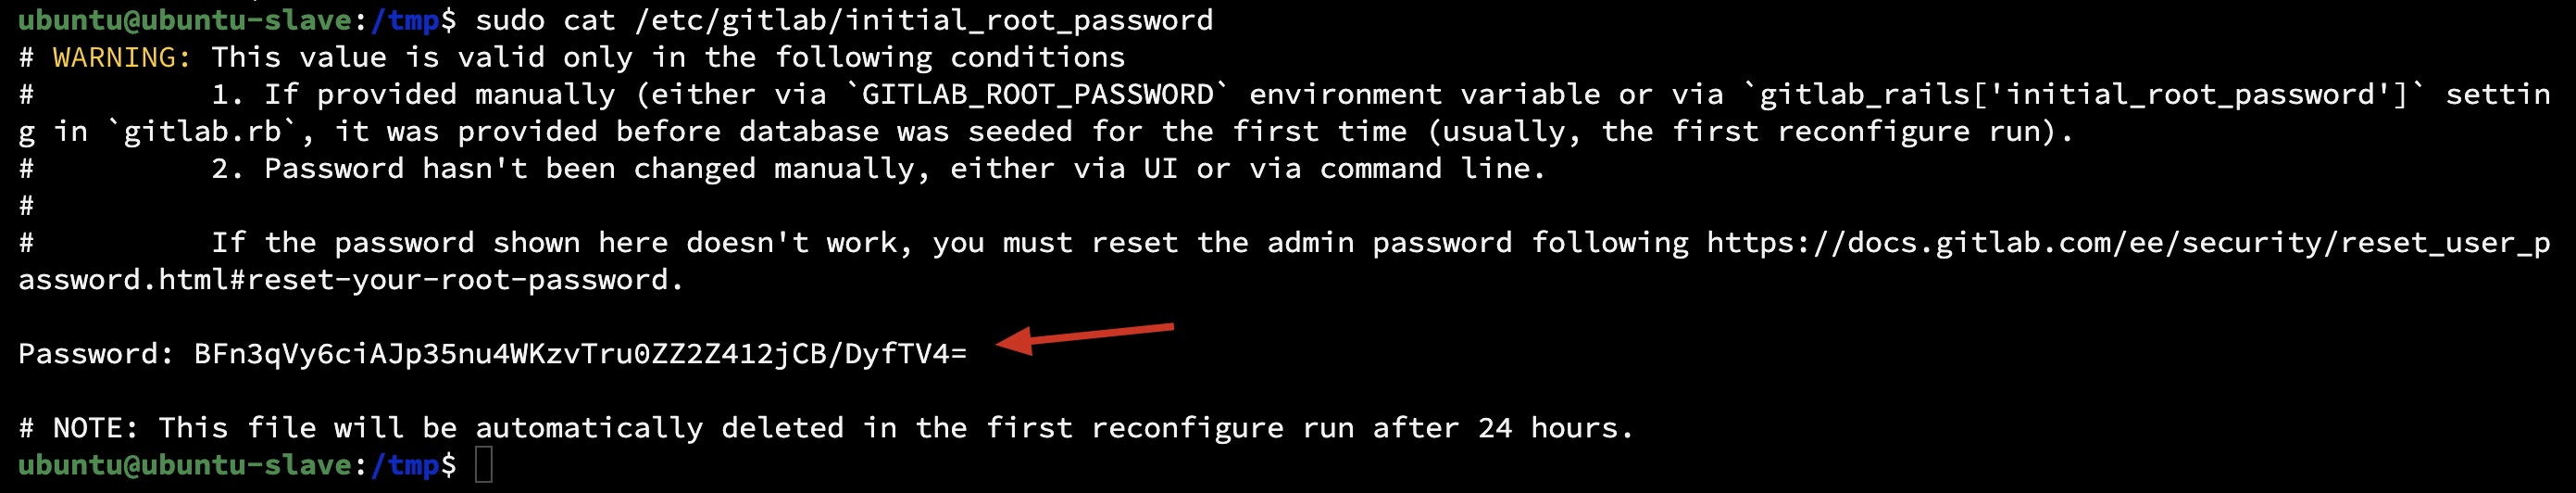 ubuntu@ubuntu-slave:/tmp$ sudo cat /etc/gitlab/initial_root_password
# WARNING: This value is valid only in the following conditions
#          1. If provided manually (either via `GITLAB_ROOT_PASSWORD` environment variable or via `gitlab_rails['initial_root_password']` settin
g in `gitlab.rb`, it was provided before database was seeded for the first time (usually, the first reconfigure run).
#          2. Password hasn't been changed manually, either via UI or via command line.
#
#          If the password shown here doesn't work, you must reset the admin password following https://docs.gitlab.com/ee/security/reset_user_p
assword.html#reset-your-root-password.

Password: BFn3qVy6ciAJp35nu4WKzvTru0ZZ2Z412jCB/DyfTV4=

# NOTE: This file will be automatically deleted in the first reconfigure run after 24 hours.
ubuntu@ubuntu-slave:/tmp$